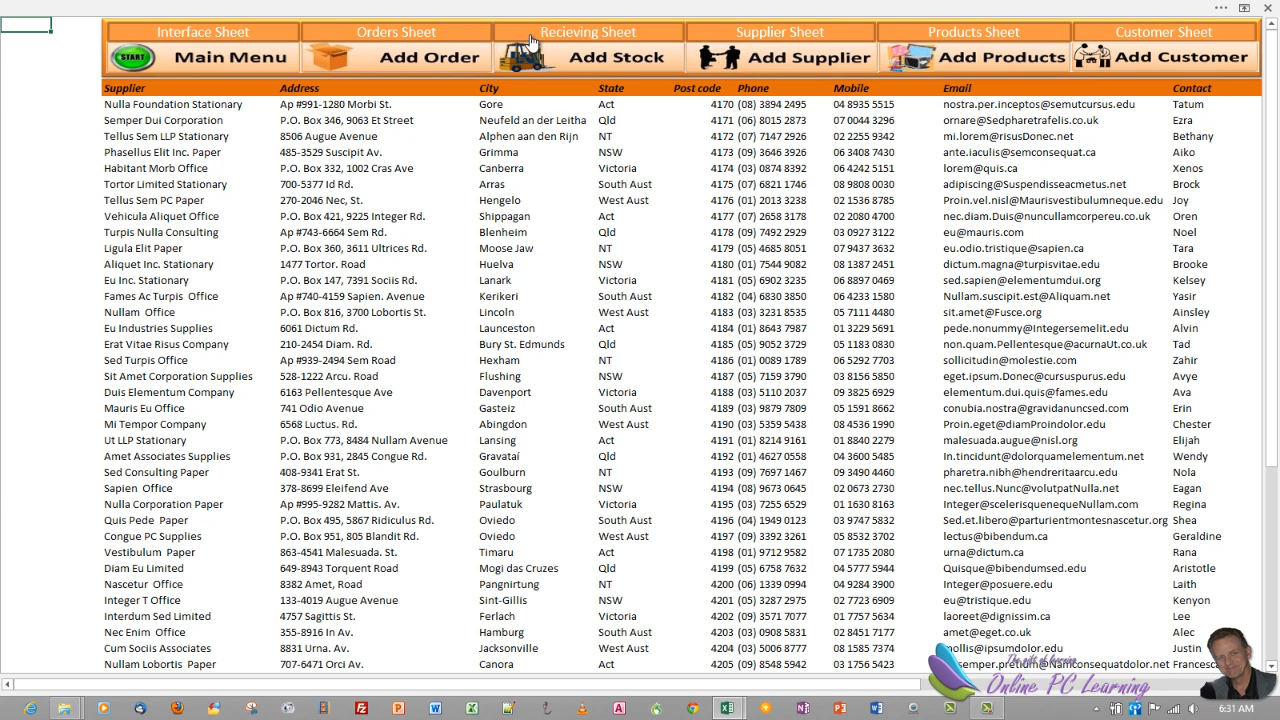 Interface Sheet Orders Sheet Recieving Sheet Supplier Sheet Products Sheet Customer Sheet
START Main Menu Add Order Add Stock Add Supplier Add Products Add Customer
Supplier Address City State Post code Phone Mobile Email Contact
Nulla Foundation Stationary Ap #991-1280 Morbi St. Gore Act 4170 (08) 3894 2495 04 8935 5515 nostra.per.inceptos@semutcursus.edu Tatum
Semper Dui Corporation P.O. Box 346, 9063 Et Street Neufeld an der Leitha Qld 4171 (06) 8015 2873 07 0044 3296 ornare@Sedpharetrafelis.co.uk Ezra
Tellus Sem LLP Stationary 8506 Augue Avenue Alphen aan den Rijn NT 4172 (07) 7147 2926 02 2255 9342 mi.lorem@risusDonec.net Bethany
Phasellus Elit Inc. Paper 485-3529 Suscipit Av. Grimma NSW 4173 (09) 3646 3926 06 3408 7430 ante.iaculis@semconsequat.ca Aiko
Habitant Morb Office P.O. Box 332, 1002 Cras Ave Canberra Victoria 4174 (03) 0874 8392 06 4242 5151 lorem@quis.ca Xenos
Tortor Limited Stationary 700-5377 Id Rd. Arras South Aust 4175 (07) 6821 1746 08 9808 0030 adipiscing@Suspendisseacmetus.net Brock
Tellus Sem PC Paper 270-2046 Nec, St. Hengelo West Aust 4176 (01) 2013 3238 02 1536 8785 Proin.vel.nisl@Maurisvestibulumneque.edu Joy
Vehicula Aliquet Office P.O. Box 421, 9225 Integer Rd. Shippagan Act 4177 (07) 2658 3178 02 2080 4700 nec.diam.Duis@nuncullamcorpereu.co.uk Oren
Turpis Nulla Consulting Ap #743-6664 Sem Rd. Blenheim Qld 4178 (09) 7492 2929 03 0927 3122 eu@mauris.com Noel
Ligula Elit Paper P.O. Box 360, 3611 Ultrices Rd. Moose Jaw NT 4179 (05) 4685 8051 07 9437 3632 eu.odio.tristique@sapien.ca Tara
Aliquet Inc. Stationary 1477 Tortor. Road Huelva NSW 4180 (01) 7544 9082 08 1387 2451 dictum.magna@turpisvitae.edu Brooke
Eu Inc. Stationary P.O. Box 147, 7391 Sociis Rd. Lanark Victoria 4181 (05) 6902 3235 06 8897 0469 sed.sapien@elementumdui.org Kelsey
Fames Ac Turpis Office Ap #740-4159 Sapien. Avenue Kerikeri South Aust 4182 (04) 6830 3850 06 4233 1580 Nullam.suscipit.est@Aliquam.net Yasir
Nullam Office P.O. Box 816, 3700 Lobortis St. Lincoln West Aust 4183 (03) 3231 8535 05 7111 4480 sit.amet@Fusce.org Ainsley
Eu Industries Supplies 6061 Dictum Rd. Launceston Act 4184 (01) 8643 7987 01 3229 5691 pede.nonummy@Integersemelit.edu Alvin
Erat Vitae Risus Company 210-2454 Diam. Rd. Bury St. Edmunds Qld 4185 (05) 9052 3729 05 1183 0830 non.quam.Pellentesque@acurnaUt.co.uk Tad
Sed Turpis Office Ap #939-2494 Sem Road Hexham NT 4186 (01) 0089 1789 06 5292 7703 sollicitudin@molestie.com Zahir
Sit Amet Corporation Supplies 528-1222 Arcu. Road Flushing NSW 4187 (05) 7159 3790 03 8156 5850 eget.ipsum.Donec@cursuspurus.edu Avye
Duis Elementum Company 6163 Pellentesque Ave Davenport Victoria 4188 (03) 5110 2037 09 3825 6929 elementum.dui.quis@fames.edu Ava
Mauris Eu Office 741 Odio Avenue Gasteiz South Aust 4189 (03) 9879 7809 05 1591 8662 conubia.nostra@gravidanuncsed.com Erin
Mi Tempor Company 6568 Luctus. Rd. Abingdon West Aust 4190 (03) 5359 5438 08 4536 1990 Proin.eget@diamProindolor.edu Chester
Ut LLP Stationary P.O. Box 773, 8484 Nullam Avenue Lansing Act 4191 (01) 8214 9161 01 8840 2279 malesuada.augue@nisl.org Elijah
Amet Associates Supplies P.O. Box 931, 2845 Congue Rd. Gravataí Qld 4192 (01) 4627 0558 04 3600 5485 In.tincidunt@dolorquamelementum.net Wendy
Sed Consulting Paper 408-9341 Erat St. Goulburn NT 4193 (09) 7697 1467 09 3490 4460 pharetra.nibh@hendreritaarcu.edu Nola
Sapien Office 378-8699 Eleifend Ave Strasbourg NSW 4194 (08) 9673 0645 02 0673 2730 nec.tellus.Nunc@volutpatNulla.net Eagan
Nulla Corporation Paper Ap #995-9282 Mattis. Av. Paulatuk Victoria 4195 (03) 7255 6529 01 1630 8163 Integer@scelerisquenequeNullam.com Regina
Quis Pede Paper P.O. Box 495, 5867 Ridiculus Rd. Oviedo South Aust 4196 (04) 1949 0123 03 9747 5832 Sed.et.libero@parturientmontesnascetur.org Shea
Congue PC Supplies P.O. Box 951, 805 Blandit Rd. Oviedo West Aust 4197 (09) 3392 3261 05 8532 3702 lectus@bibendum.ca Geraldine
Vestibulum Paper 863-4541 Malesuada. St. Timaru Act 4198 (01) 9712 9582 07 1735 2080 urna@dictum.ca Rana
Diam Eu Limited 649-8943 Torquent Road Mogi das Cruzes Qld 4199 (05) 6758 7632 04 5777 5944 Quisque@bibendumsed.edu Aristotle
Nascetur Office 8382 Amet, Road Pangnirtung NT 4200 (06) 1339 0994 04 9284 3900 Integer@posuere.edu Laith
Integer T Office 133-4019 Augue Avenue Sint-Gillis NSW 4201 (05) 3287 2975 02 7723 6909 eu@tristique.edu Kenyon
Interdum Sed Limited 4757 Sagittis St. Ferlach Victoria 4202 (09) 3571 7077 01 7757 5634 laoreet@dignissim.ca Lee
Nec Enim Office 355-8916 In Av. Hamburg South Aust 4203 (03) 0908 5831 02 8451 7177 amet@eget.co.uk Alec
Cum Sociis Associates 8831 Urna. Av. Jacksonville West Aust 4204 (03) 5006 8777 08 1585 7732 mollis@ipsumdolor.edu Justin
Nullam Lobortis Paper 707-6471 Orci Av. Canora Act 4205 (09) 8548 5942 03 1756 5423 semper.pretium@Namconsequatdolor.net Francesca
The gifts of learning
Online PC Learning
6:31 AM